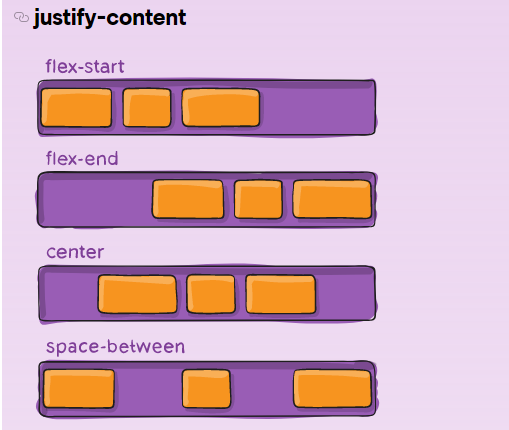 justify-content
flex-start
flex-end
center
space-between